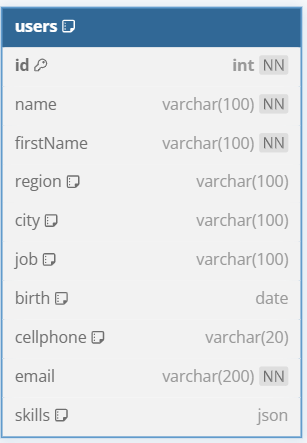 users
id int NN
name varchar(100) NN
firstName varchar(100) NN
region varchar(100)
city varchar(100)
job varchar(100)
birth date
cellphone varchar(20)
email varchar(200) NN
skills json